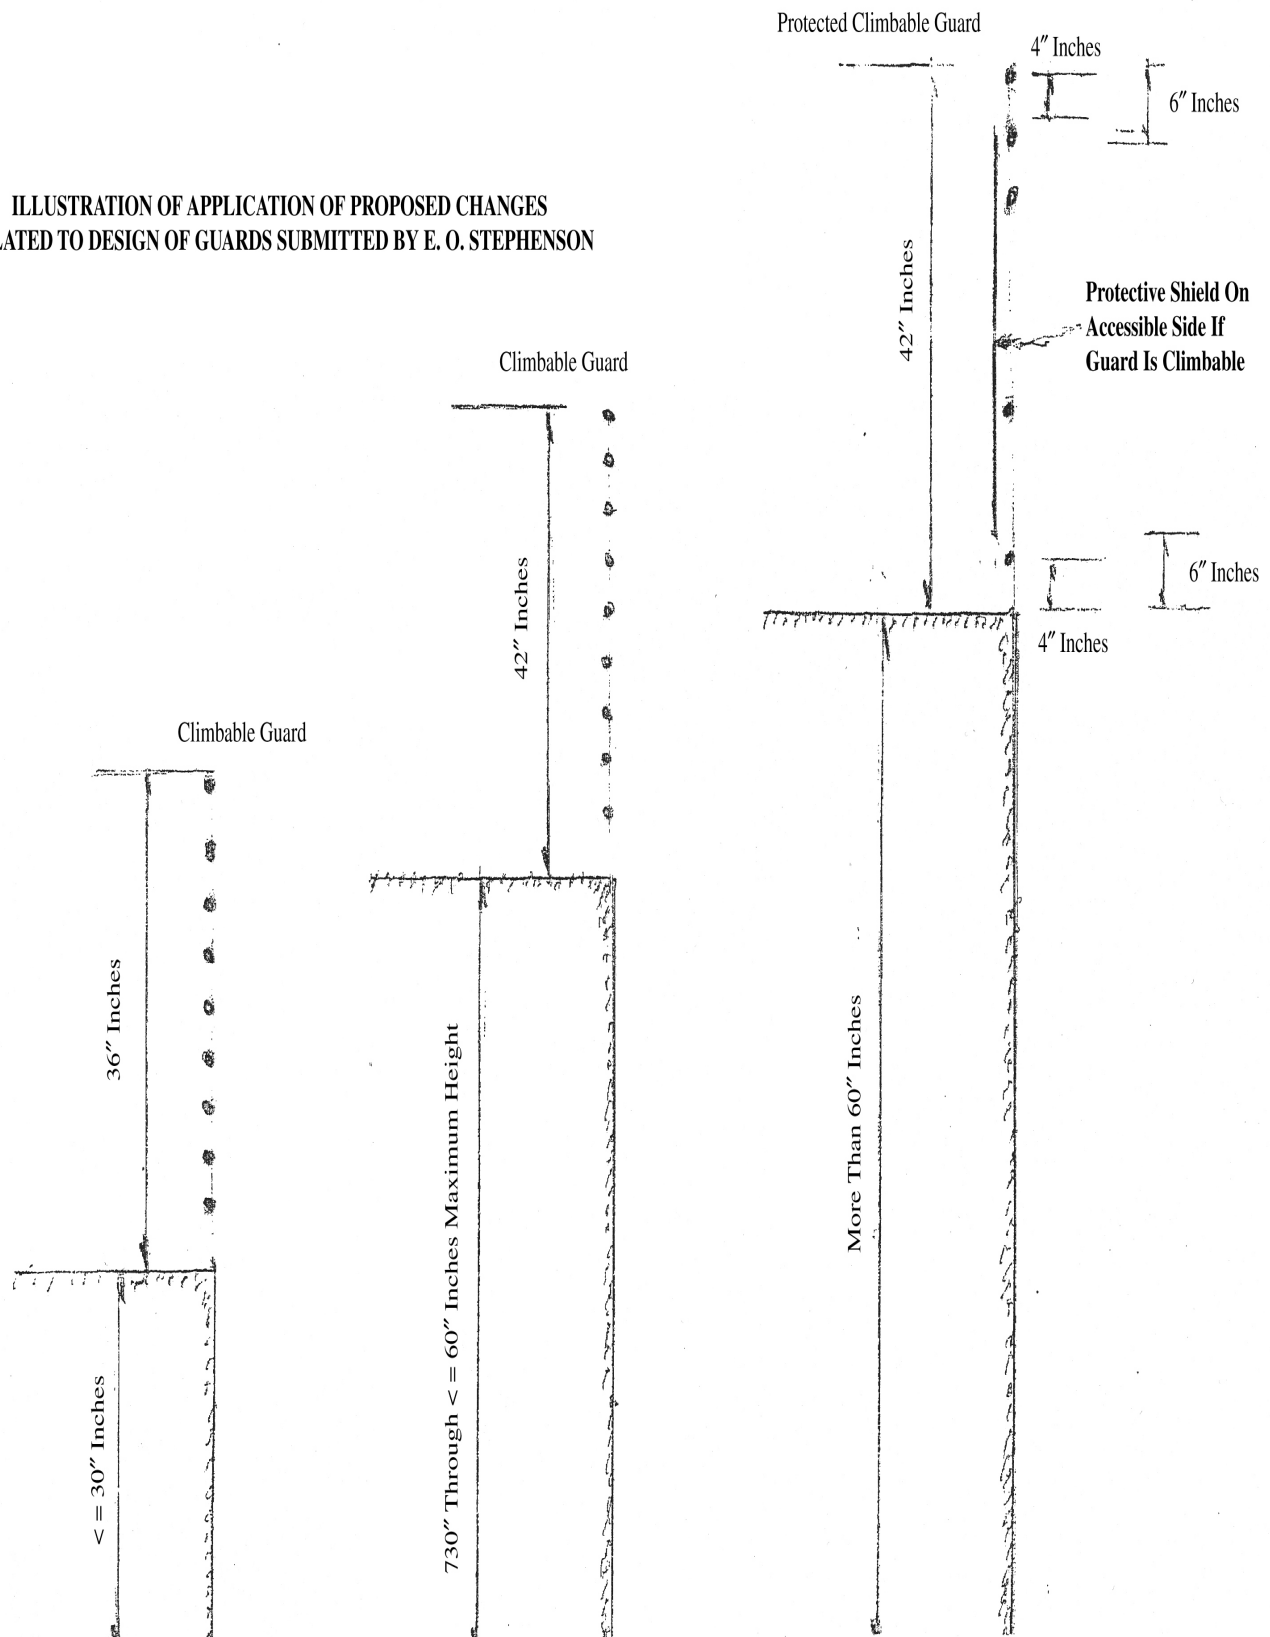 Protected Climbable Guard
4″ Inches
6″ Inches
ILLUSTRATION OF APPLICATION OF PROPOSED CHANGES
LATED TO DESIGN OF GUARDS SUBMITTED BY E. O. STEPHENSON
42″ Inches
Protective Shield On
Accessible Side If
Guard Is Climbable
Climbable Guard
42″ Inches
6″ Inches
4″ Inches
Climbable Guard
36″ Inches
730″ Through < = 60″ Inches Maximum Height
More Than 60″ Inches
< = 30″ Inches